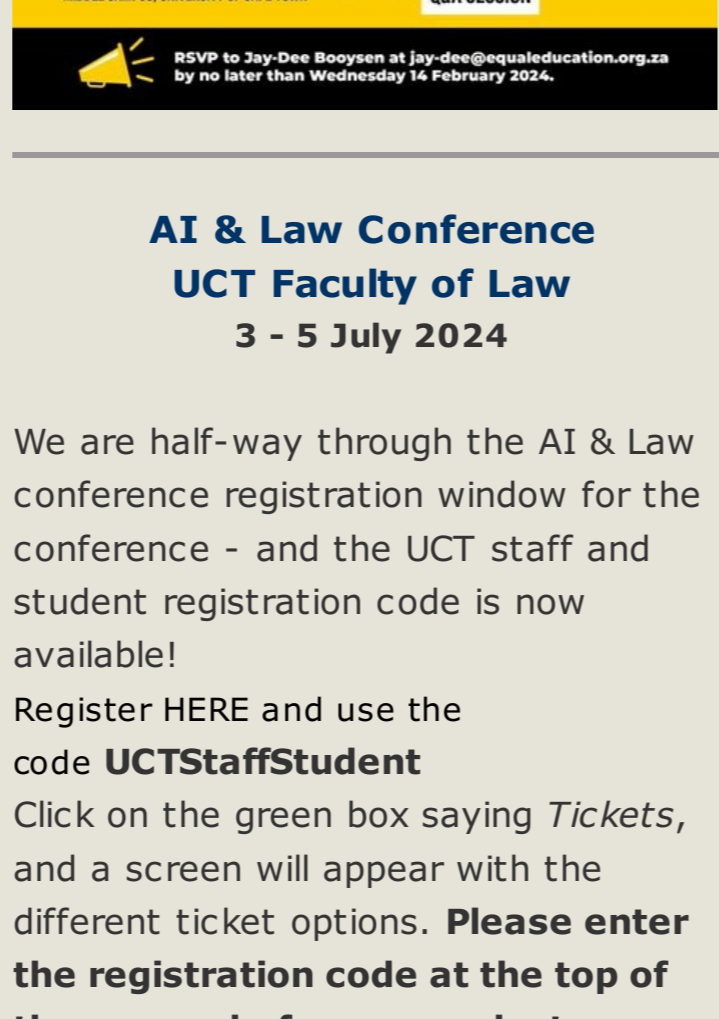 Q&A SESSION
RSVP to Jay-Dee Booysen at jay-dee@equaleducation.org.za
by no later than Wednesday 14 February 2024.
AI & Law Conference
UCT Faculty of Law
3 - 5 July 2024
We are half-way through the AI & Law
conference registration window for the
conference - and the UCT staff and
student registration code is now
available!
Register HERE and use the
code UCTStaffStudent
Click on the green box saying Tickets,
and a screen will appear with the
different ticket options. Please enter
the registration code at the top of